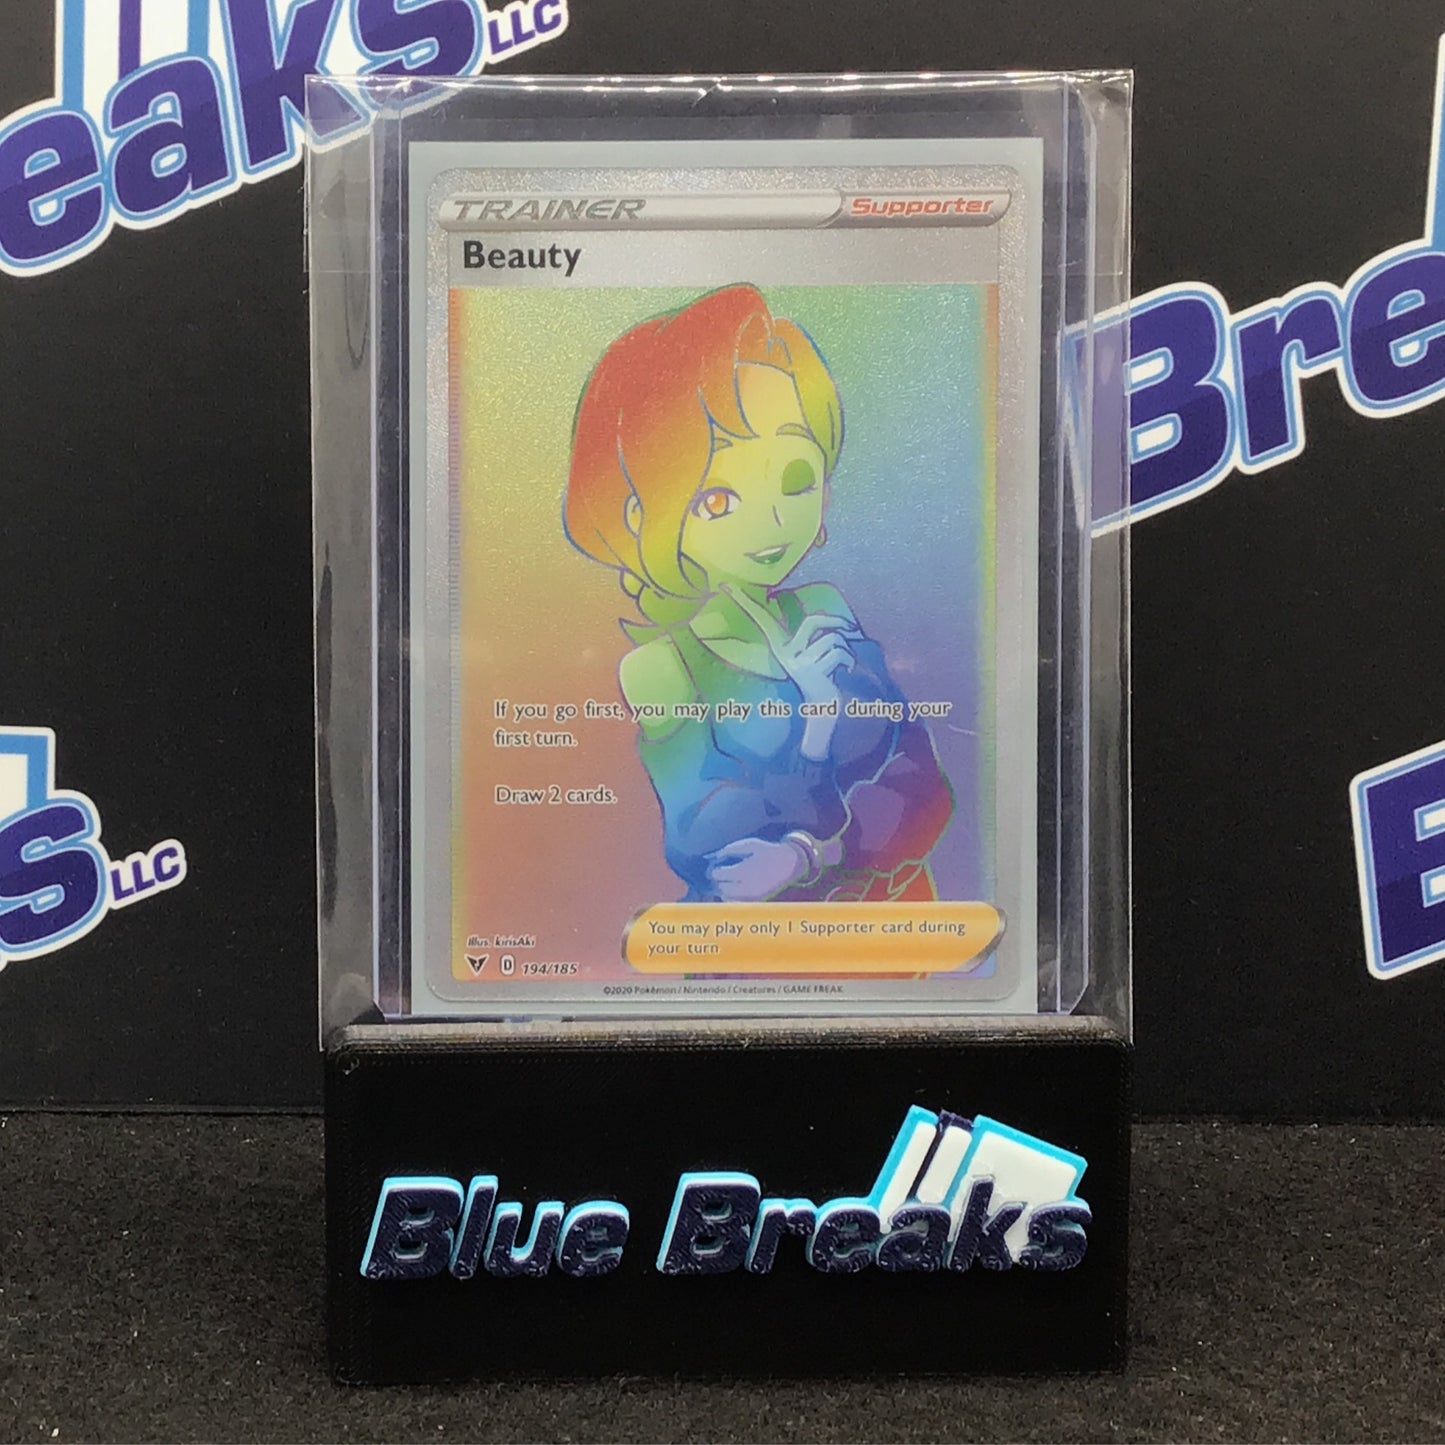 eaks LLC
TRAINER Supporter
Beauty
Bre
If you go first, you may play this card during your
first turn.
Draw 2 cards.
s LLC
You may play only 1 Supporter card during
your turn.
Illus. kirisAki
D 194/185
©2020 Pokémon / Nintendo / Creatures / GAME FREAK
Blue Breaks